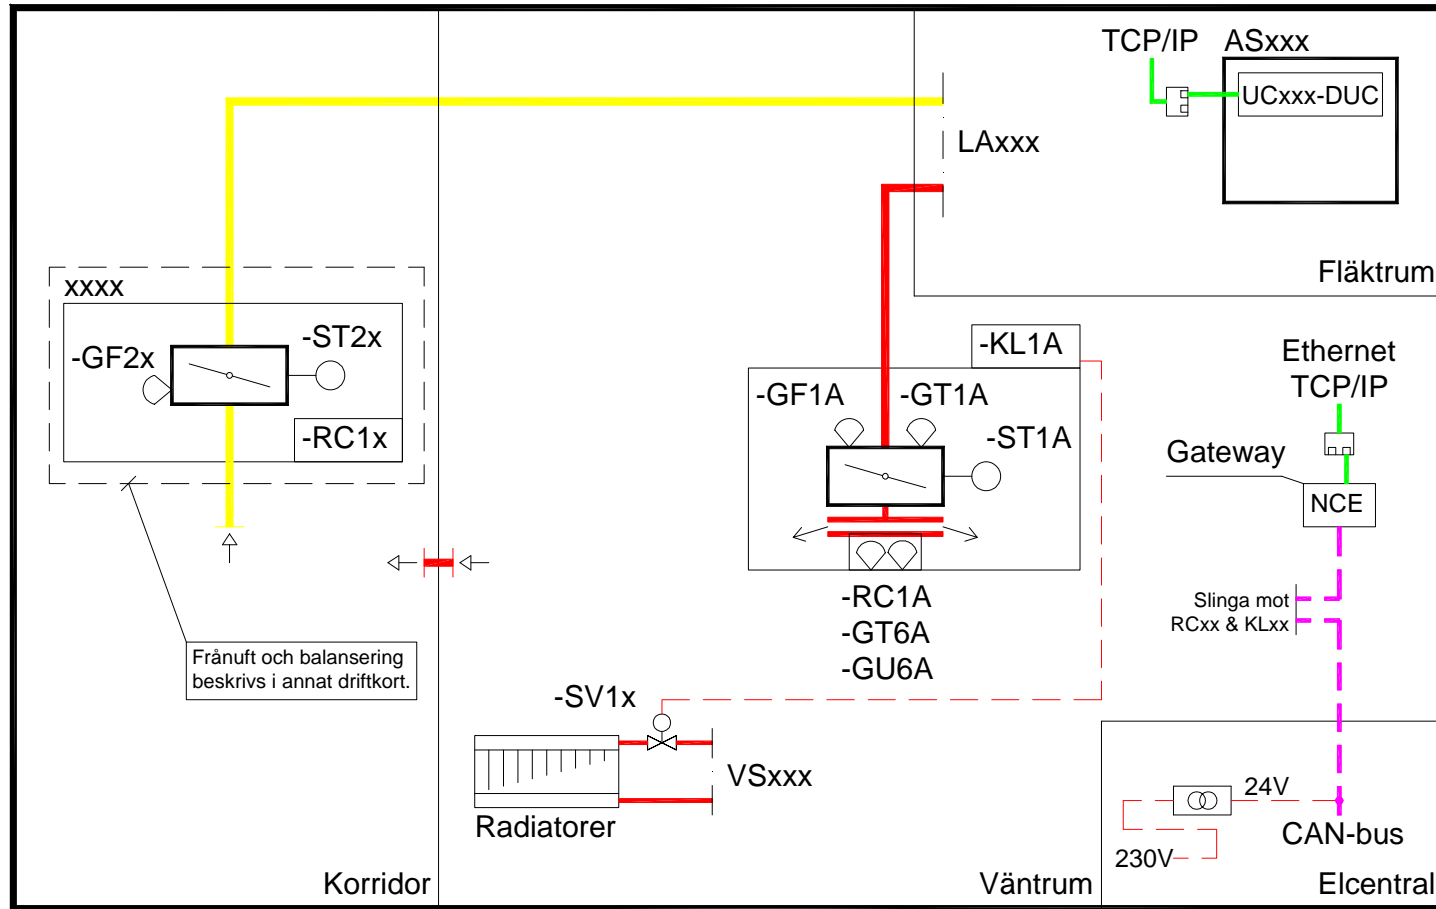 TCP/IP
ASxxx
UCxxx-DUC
LAxxx
Fläktrum
xxxx
-ST2x
-GF2x
-RC1x
-KL1A
-GF1A
-GT1A
-ST1A
Ethernet
TCP/IP
Gateway
NCE
-RC1A
-GT6A
-GU6A
Slinga mot
RCxx & KLxx
Frånuft och balansering
beskrivs i annat driftkort.
-SV1x
VSxxx
Radiatorer
24V
CAN-bus
230V
Korridor
Väntrum
Elcentral